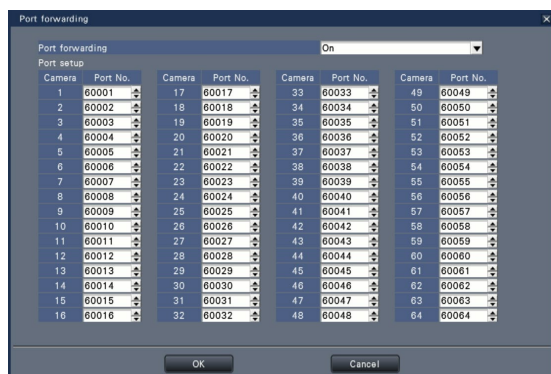 Port forwarding ×
Port forwarding On
Port setup
Camera Port No. Camera Port No. Camera Port No. Camera Port No.
1 60001 17 60017 33 60033 49 60049
2 60002 18 60018 34 60034 50 60050
3 60003 19 60019 35 60035 51 60051
4 60004 20 60020 36 60036 52 60052
5 60005 21 60021 37 60037 53 60053
6 60006 22 60022 38 60038 54 60054
7 60007 23 60023 39 60039 55 60055
8 60008 24 60024 40 60040 56 60056
9 60009 25 60025 41 60041 57 60057
10 60010 26 60026 42 60042 58 60058
11 60011 27 60027 43 60043 59 60059
12 60012 28 60028 44 60044 60 60060
13 60013 29 60029 45 60045 61 60061
14 60014 30 60030 46 60046 62 60062
15 60015 31 60031 47 60047 63 60063
16 60016 32 60032 48 60048 64 60064
OK Cancel